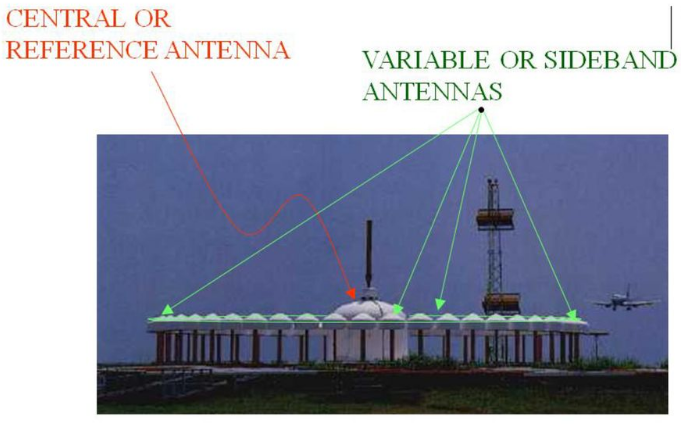 CENTRAL OR
REFERENCE ANTENNA
VARIABLE OR SIDEBAND
ANTENNAS